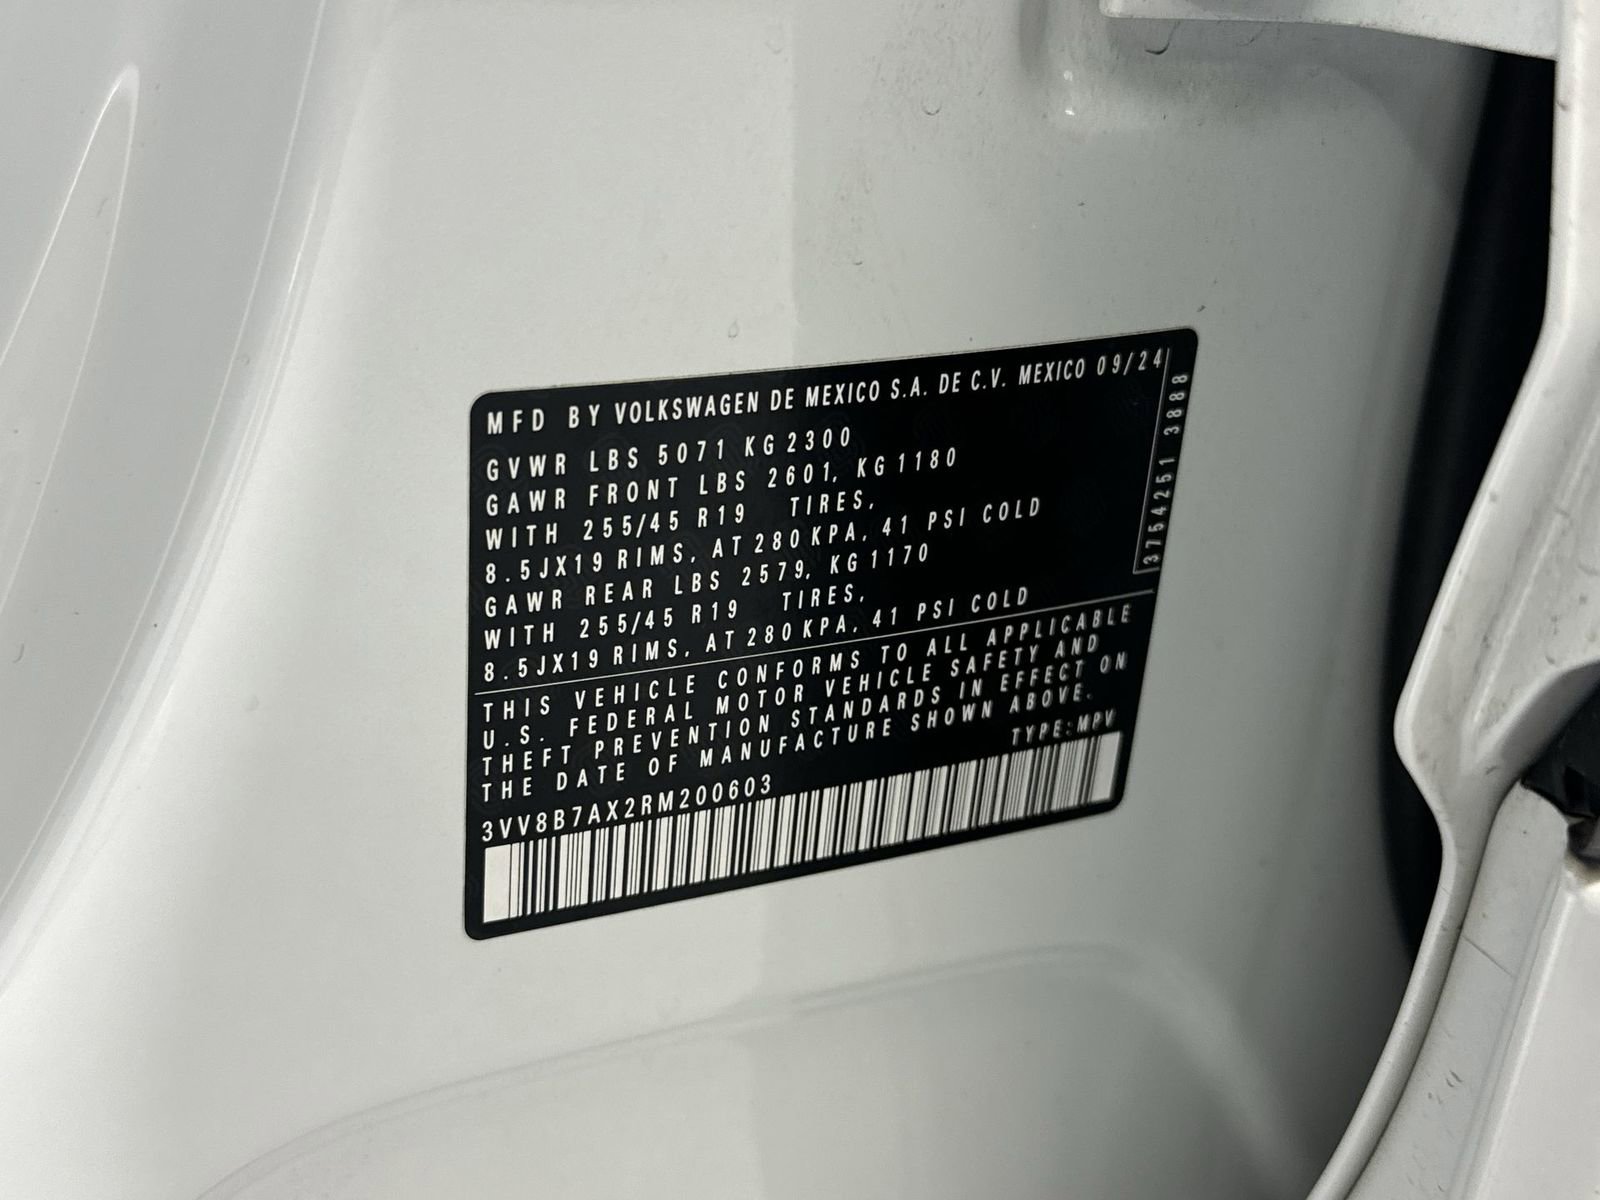 MFD BY VOLKSWAGEN DE MEXICO S.A. DE C.V. MEXICO 09/24
GVWR LBS 5071 KG 2300
GAWR FRONT LBS 2601, KG 1180
WITH 255/45 R19 TIRES,
8.5JX19 RIMS, AT 280 KPA, 41 PSI COLD
GAWR REAR LBS 2579, KG 1170
WITH 255/45 R19 TIRES,
8.5JX19 RIMS, AT 280 KPA, 41 PSI COLD
3754251 3888
THIS VEHICLE CONFORMS TO ALL APPLICABLE
U.S. FEDERAL MOTOR VEHICLE SAFETY AND
THEFT PREVENTION STANDARDS IN EFFECT ON
THE DATE OF MANUFACTURE SHOWN ABOVE.
TYPE:MPV
3VV8B7AX2RM200603